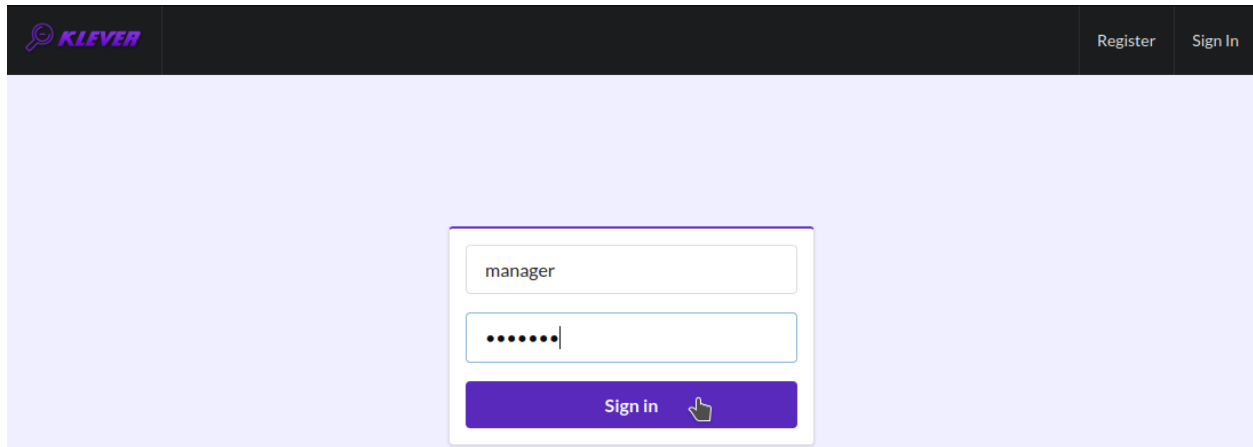 KLEVER
Register Sign In
manager
•••••••
Sign in